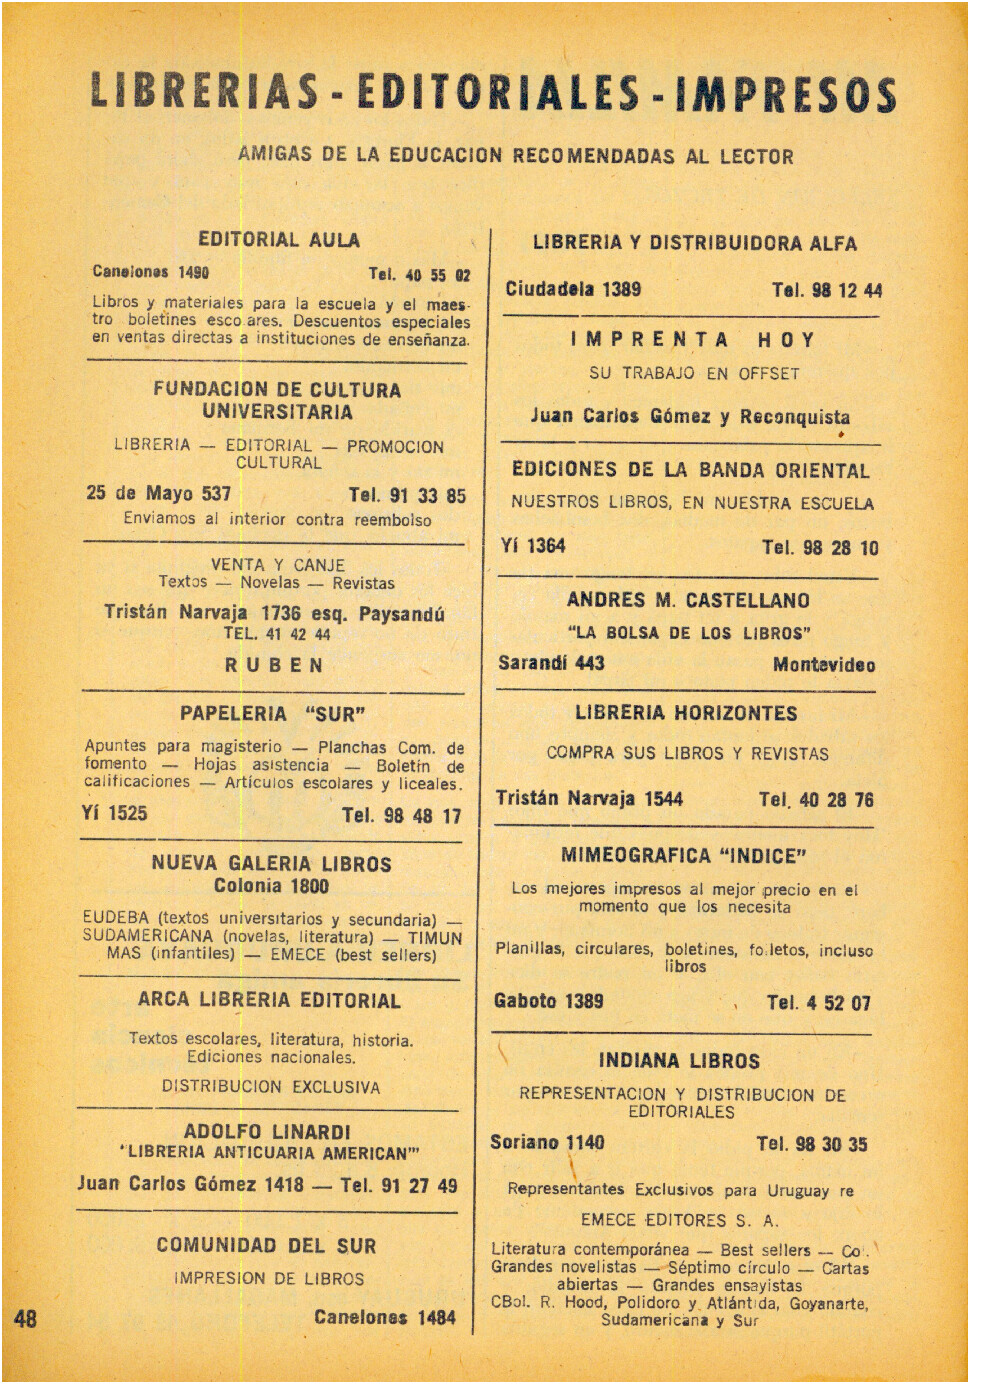 LIBRERIAS - EDITORIALES - IMPRESOS
AMIGAS DE LA EDUCACION RECOMENDADAS AL LECTOR
EDITORIAL AULA
Canelones 1490 Tel. 40 55 02
Libros y materiales para la escuela y el maes-
tro boletines esco ares. Descuentos especiales
en ventas directas a instituciones de enseñanza.
FUNDACION DE CULTURA
UNIVERSITARIA
LIBRERIA — EDITORIAL — PROMOCION
CULTURAL
25 de Mayo 537 Tel. 91 33 85
Enviamos al interior contra reembolso
VENTA Y CANJE
Textos — Novelas — Revistas
Tristán Narvaja 1736 esq. Paysandú
TEL. 41 42 44
RUBEN
PAPELERIA "SUR"
Apuntes para magisterio — Planchas Com. de
fomento — Hojas asistencia — Boletín de
calificaciones — Artículos escolares y liceales.
Yí 1525 Tel. 98 48 17
NUEVA GALERIA LIBROS
Colonia 1800
EUDEBA (textos universitarios y secundaria) —
SUDAMERICANA (novelas, literatura) — TIMUN
MAS (infantiles) — EMECE (best sellers)
ARCA LIBRERIA EDITORIAL
Textos escolares, literatura, historia.
Ediciones nacionales.
DISTRIBUCION EXCLUSIVA
ADOLFO LINARDI
'LIBRERIA ANTICUARIA AMERICAN"'
Juan Carlos Gómez 1418 — Tel. 91 27 49
COMUNIDAD DEL SUR
IMPRESION DE LIBROS
Canelones 1484
48
LIBRERIA Y DISTRIBUIDORA ALFA
Ciudadela 1389 Tel. 98 12 44
IMPRENTA HOY
SU TRABAJO EN OFFSET
Juan Carlos Gómez y Reconquista
EDICIONES DE LA BANDA ORIENTAL
NUESTROS LIBROS, EN NUESTRA ESCUELA
Yí 1364 Tel. 98 28 10
ANDRES M. CASTELLANO
"LA BOLSA DE LOS LIBROS"
Sarandí 443 Montevideo
LIBRERIA HORIZONTES
COMPRA SUS LIBROS Y REVISTAS
Tristán Narvaja 1544 Tel. 40 28 76
MIMEOGRAFICA "INDICE"
Los mejores impresos al mejor precio en el
momento que los necesita
Planillas, circulares, boletines, folletos, incluso
libros
Gaboto 1389 Tel. 4 52 07
INDIANA LIBROS
REPRESENTACION Y DISTRIBUCION DE
EDITORIALES
Soriano 1140 Tel. 98 30 35
Representantes Exclusivos para Uruguay re
EMECE EDITORES S. A.
Literatura contemporánea — Best sellers — Col.
Grandes novelistas — Séptimo círculo — Cartas
abiertas — Grandes ensayistas
CBol. R. Hood, Polidoro y Atlántida, Goyanarte,
Sudamericana y Sur